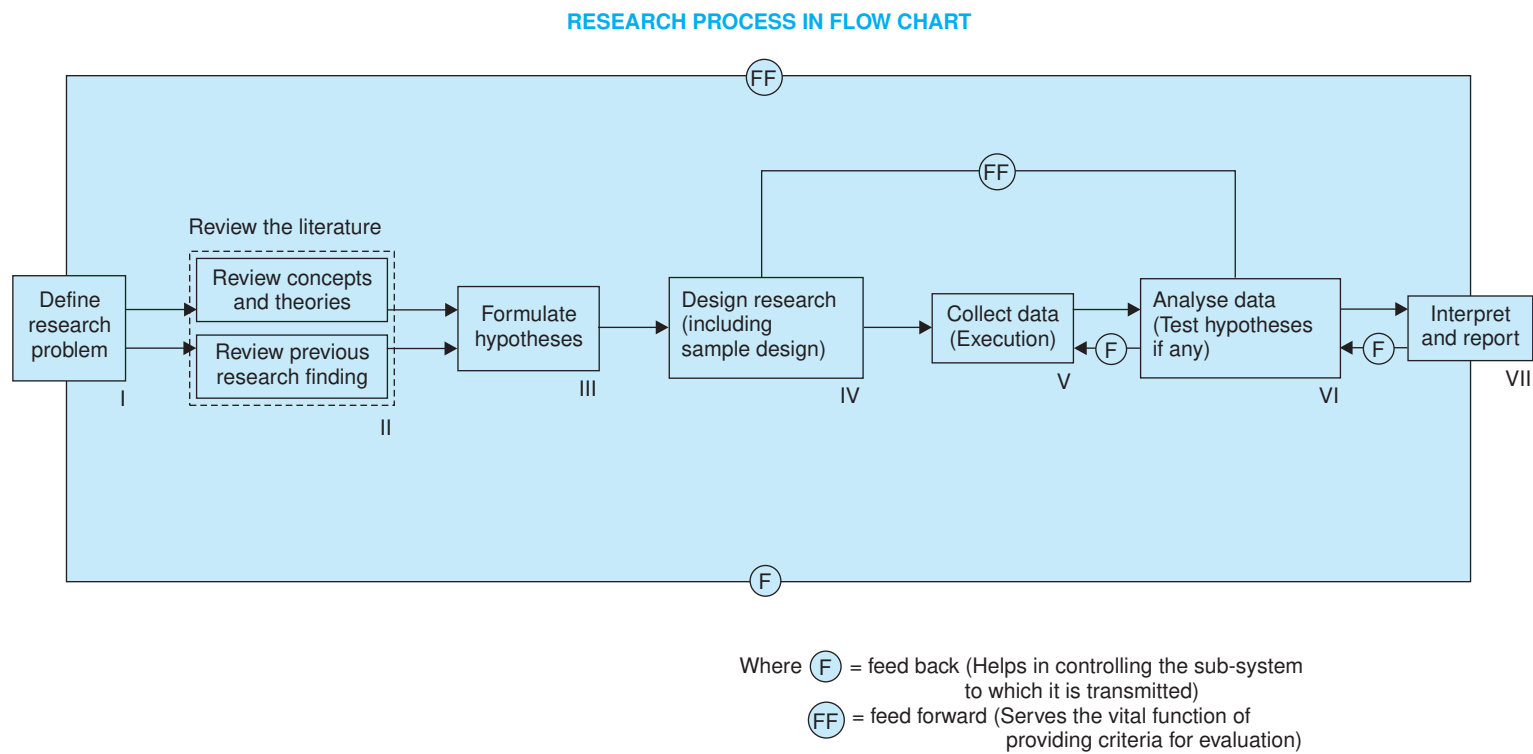 RESEARCH PROCESS IN FLOW CHART
FF
FF
Review the literature
Define
research
problem
I
Review concepts
and theories
Review previous
research finding
II
Formulate
hypotheses
III
Design research
(including
sample design)
IV
Collect data
(Execution)
V
F
Analyse data
(Test hypotheses
if any)
VI
F
Interpret
and report
VII
F
Where F = feed back (Helps in controlling the sub-system
to which it is transmitted)
FF = feed forward (Serves the vital function of
providing criteria for evaluation)